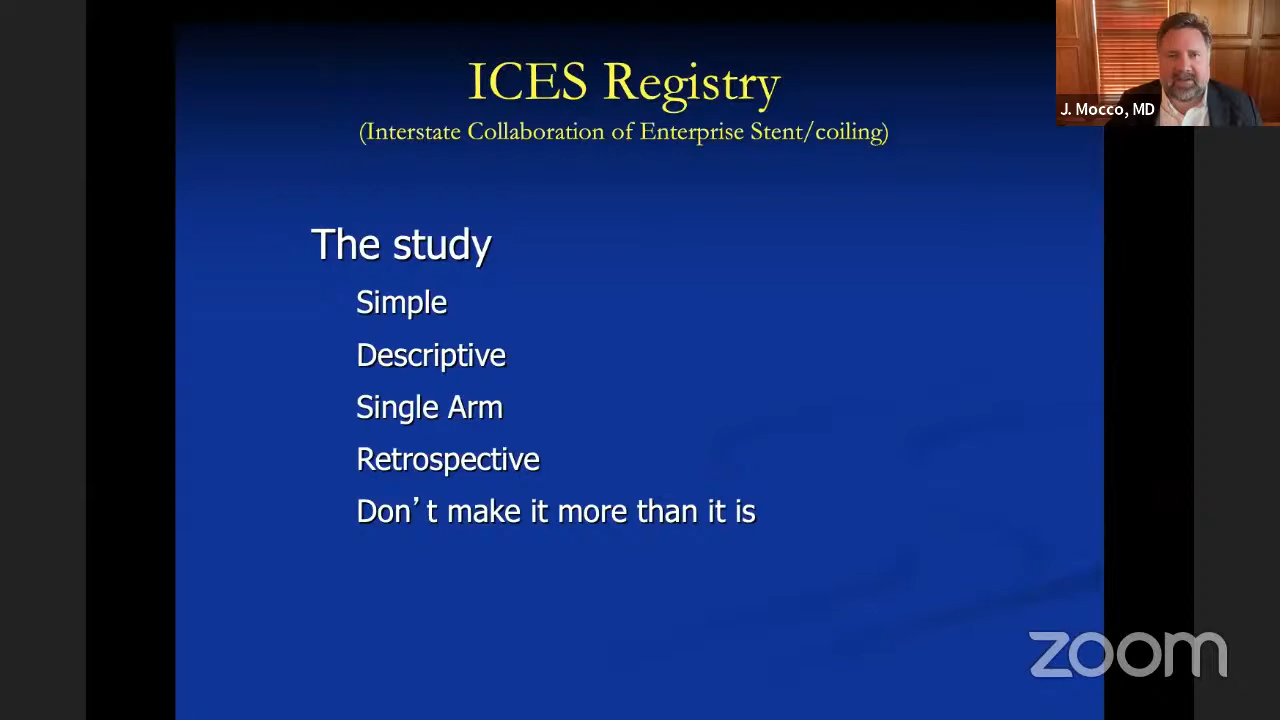 ICES Registry
(Interstate Collaboration of Enterprise Stent/coiling)
J. Mocco, MD
The study
Simple
Descriptive
Single Arm
Retrospective
Don’t make it more than it is
zoom